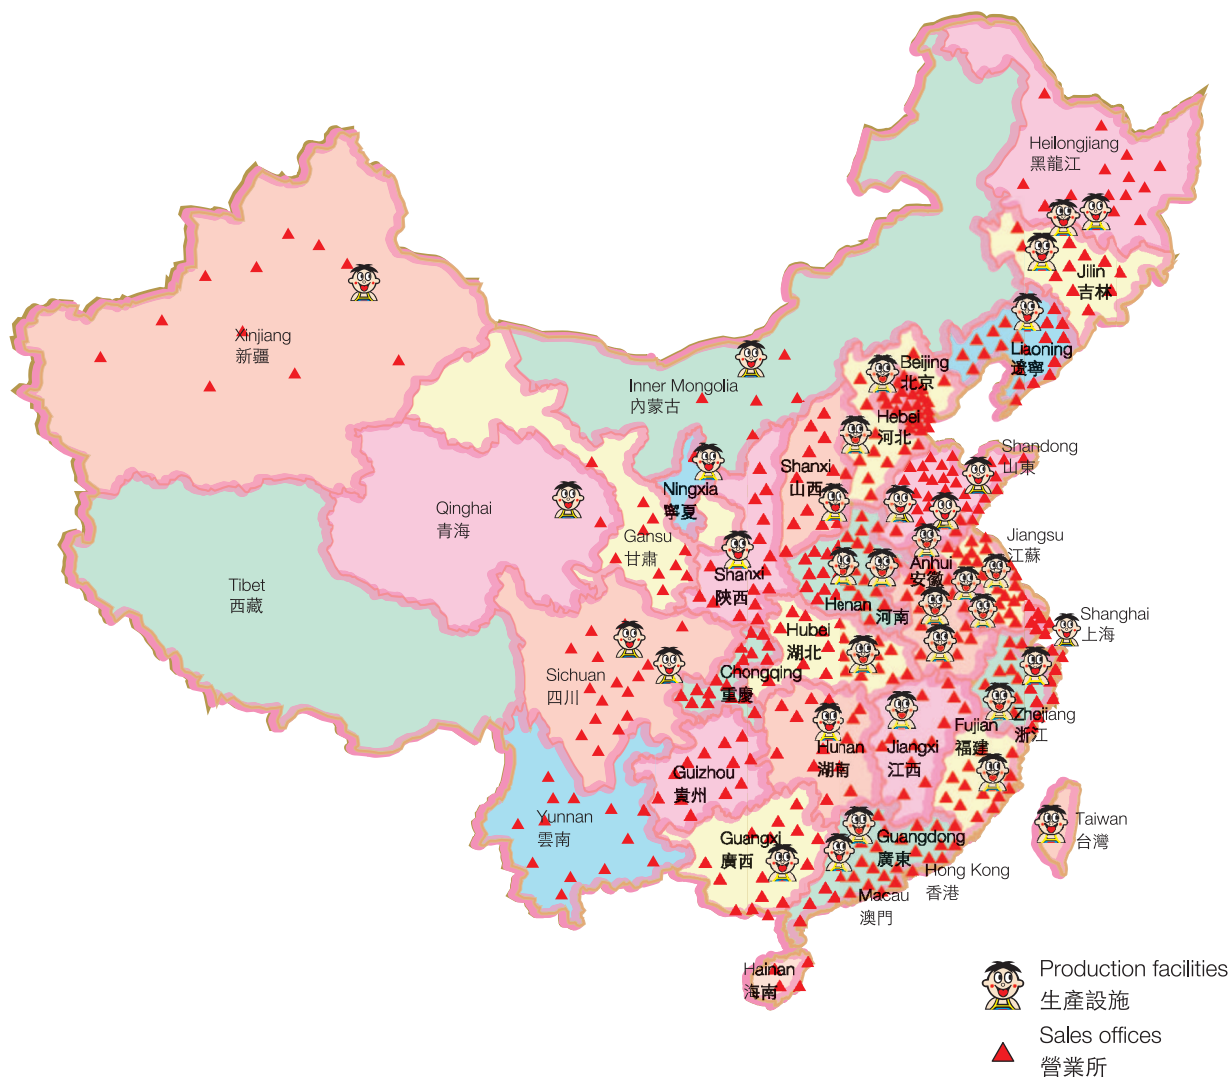 Heilongjiang
黑龍江
Jilin
吉林
Liaoning
遼寧
Xinjiang
新疆
Inner Mongolia
內蒙古
Beijing
北京
Hebei
河北
Shandong
山東
Shanxi
山西
Ningxia
寧夏
Qinghai
青海
Gansu
甘肅
Shanxi
陝西
Jiangsu
江蘇
Anhui
安徽
Henan
河南
Tibet
西藏
Shanghai
上海
Hubei
湖北
Chongqing
重慶
Sichuan
四川
Zhejiang
浙江
Fujian
福建
Hunan
湖南
Jiangxi
江西
Guizhou
貴州
Yunnan
雲南
Guangxi
廣西
Guangdong
廣東
Taiwan
台灣
Hong Kong
香港
Macau
澳門
Hainan
海南
Production facilities
生產設施
Sales offices
營業所